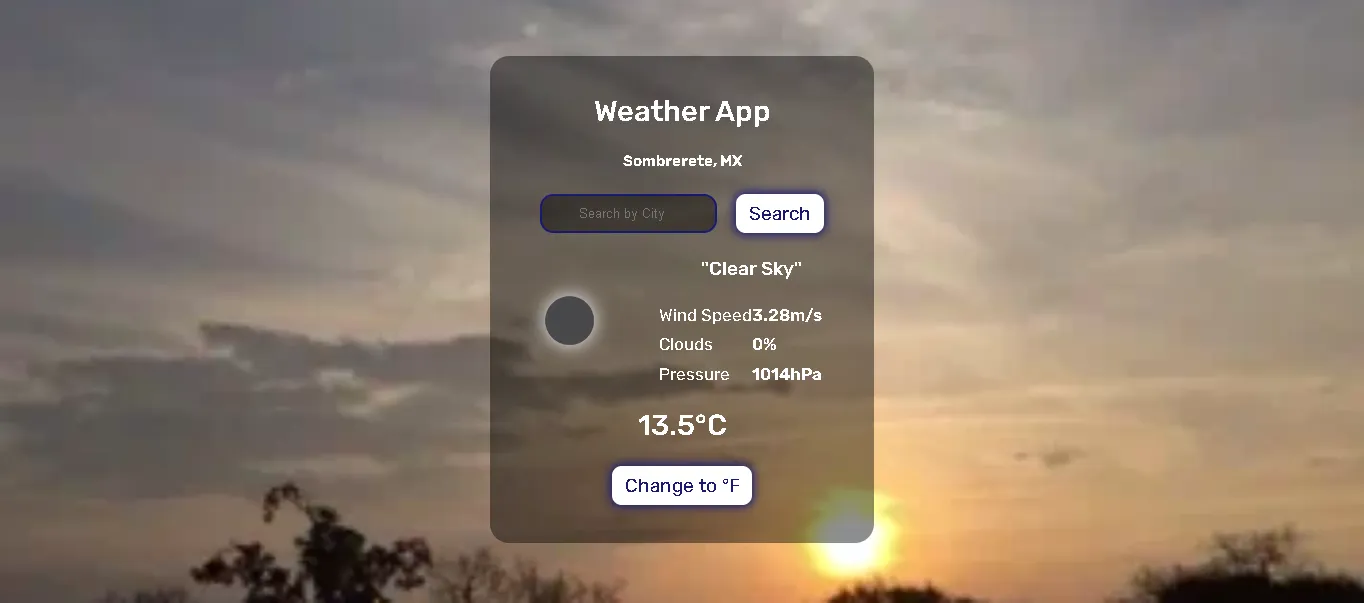 Weather App
Sombrerete, MX
Search by City Search
"Clear Sky"
Wind Speed 3.28m/s
Clouds 0%
Pressure 1014hPa
13.5°C
Change to °F